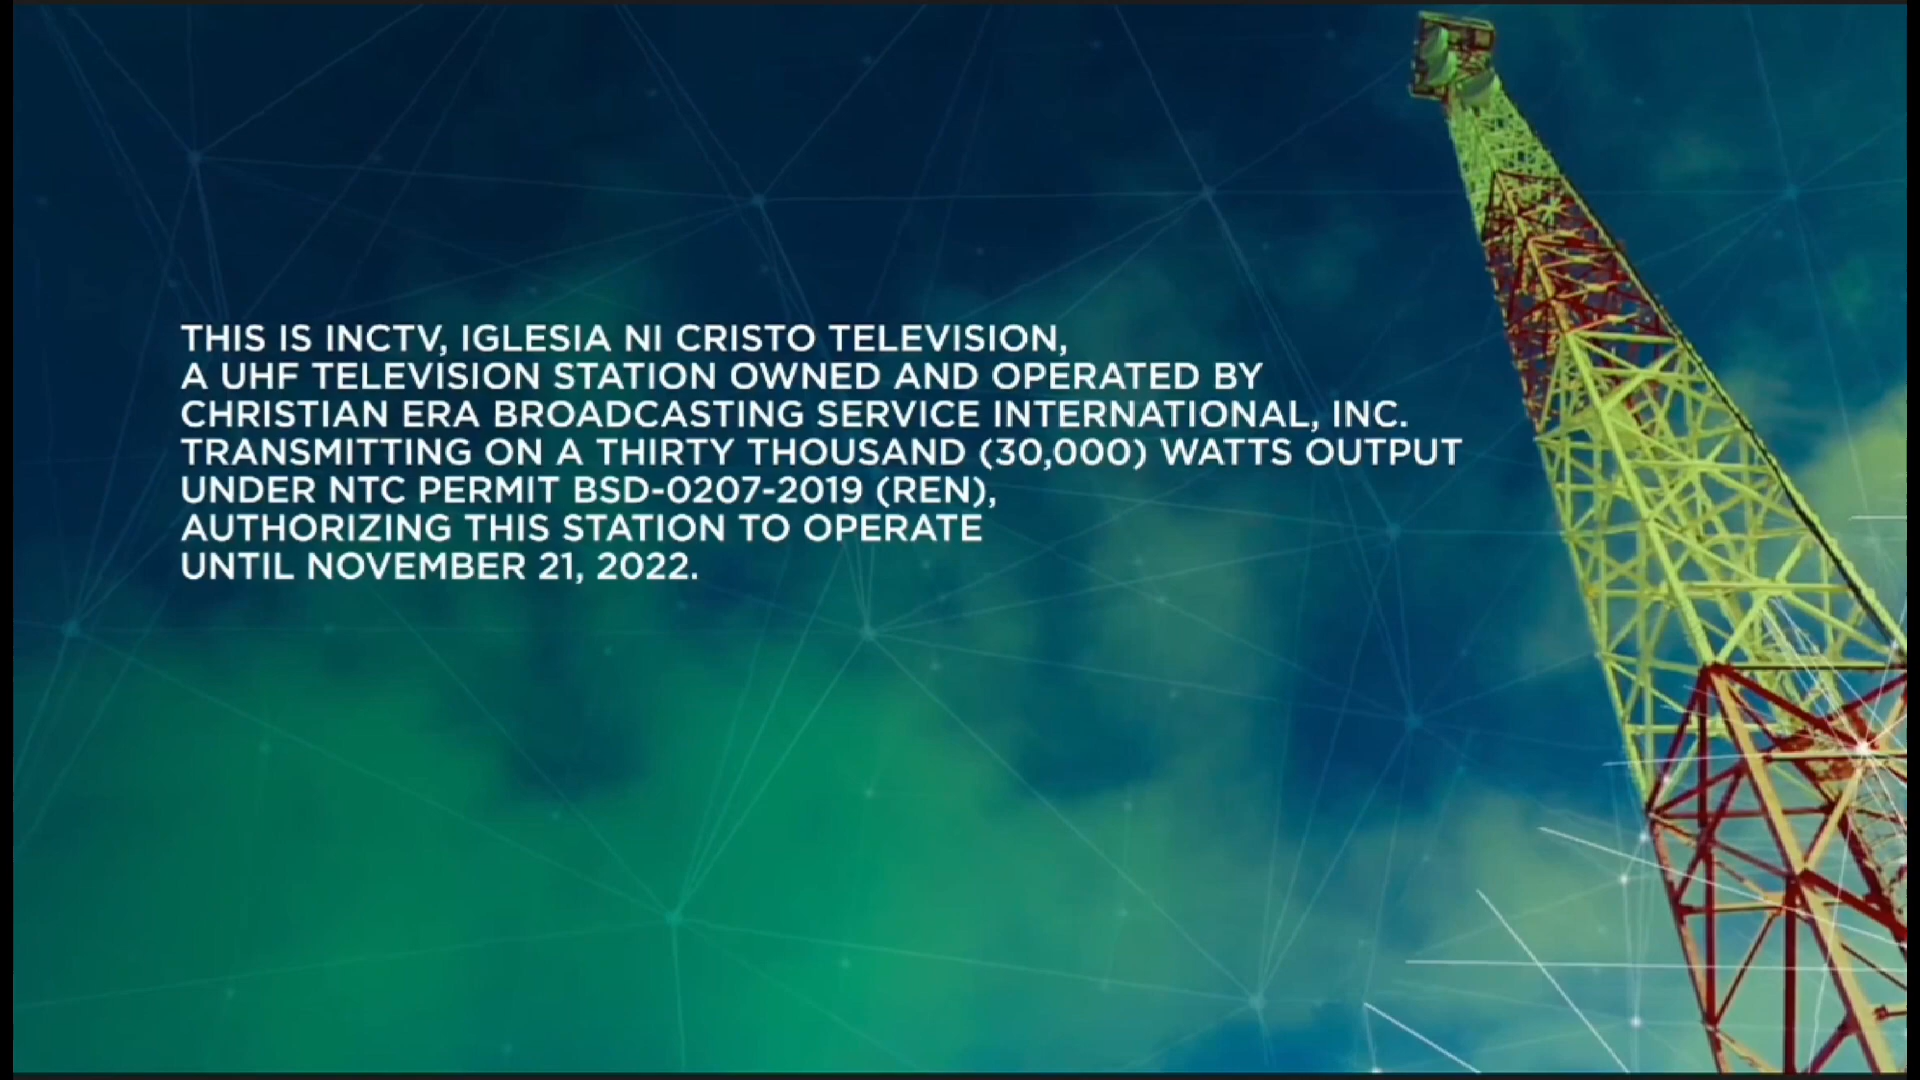 THIS IS INCTV, IGLESIA NI CRISTO TELEVISION,
A UHF TELEVISION STATION OWNED AND OPERATED BY
CHRISTIAN ERA BROADCASTING SERVICE INTERNATIONAL, INC.
TRANSMITTING ON A THIRTY THOUSAND (30,000) WATTS OUTPUT
UNDER NTC PERMIT BSD-0207-2019 (REN),
AUTHORIZING THIS STATION TO OPERATE
UNTIL NOVEMBER 21, 2022.